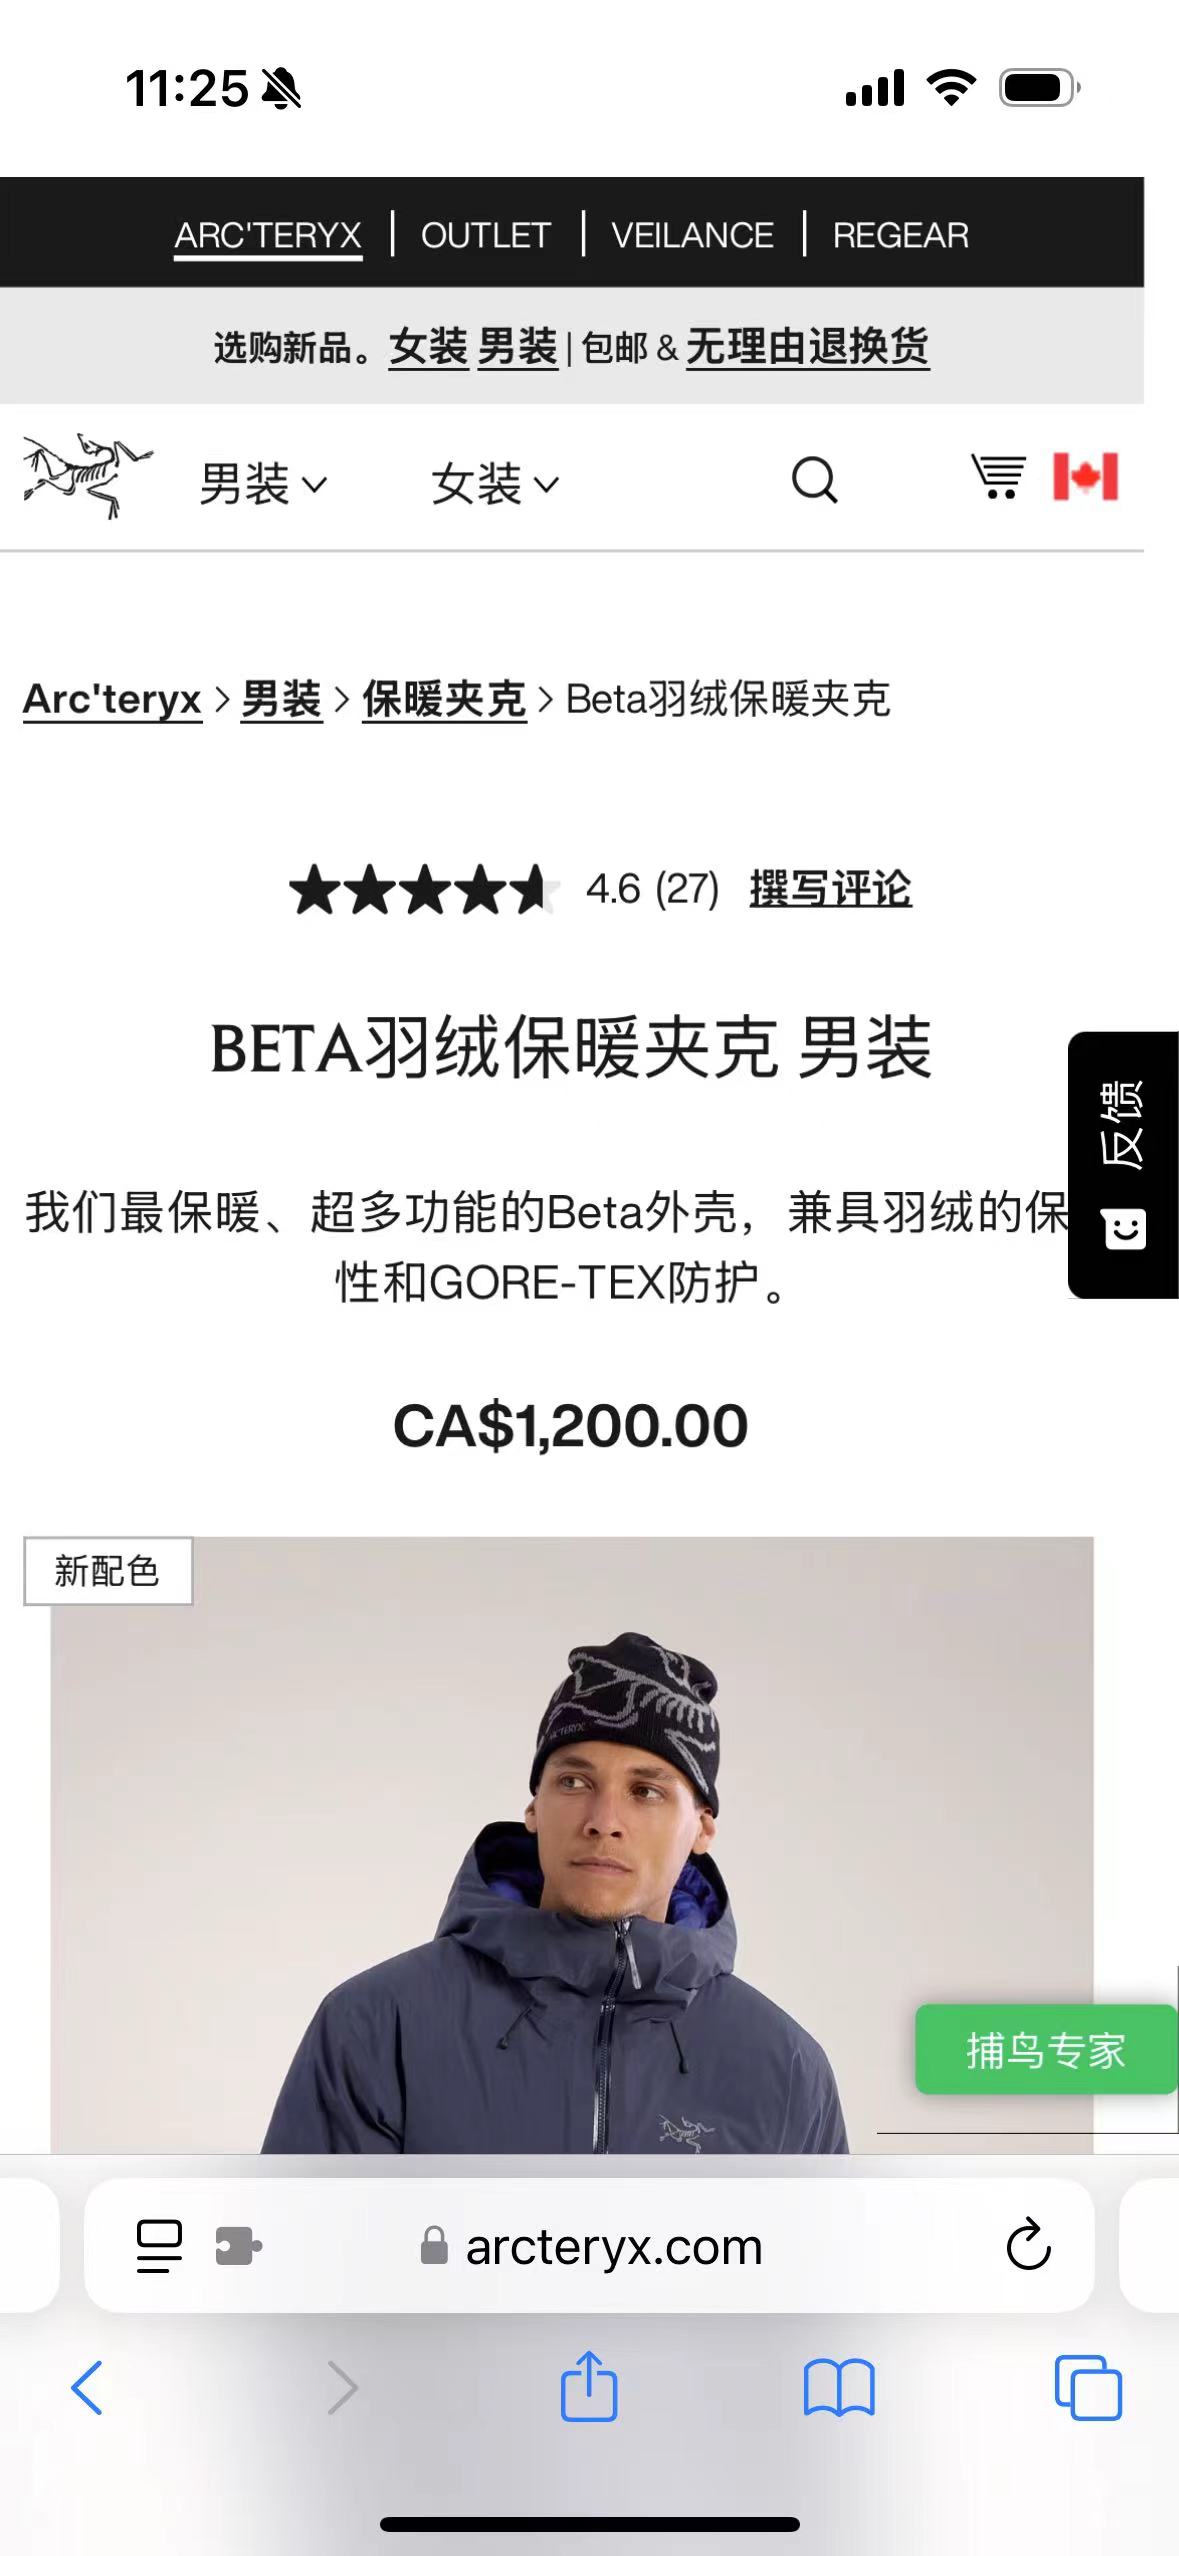 11:25
ARC'TERYX | OUTLET | VEILANCE | REGEAR
选购新品。女装 男装 | 包邮 & 无理由退换货
男装 女装
Arc'teryx > 男装 > 保暖夹克 > Beta羽绒保暖夹克
4.6 (27) 撰写评论
BETA羽绒保暖夹克 男装
反馈
我们最保暖、超多功能的Beta外壳，兼具羽绒的保
性和GORE-TEX防护。
CA$1,200.00
新配色
ARC'TERYX
捕鸟专家
arcteryx.com